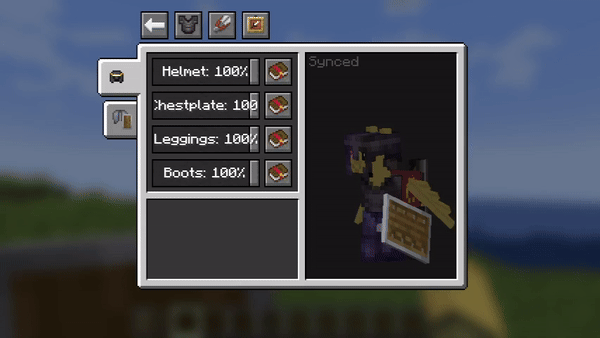 Synced
Helmet: 100%
Chestplate: 100
Leggings: 100%
Boots: 100%